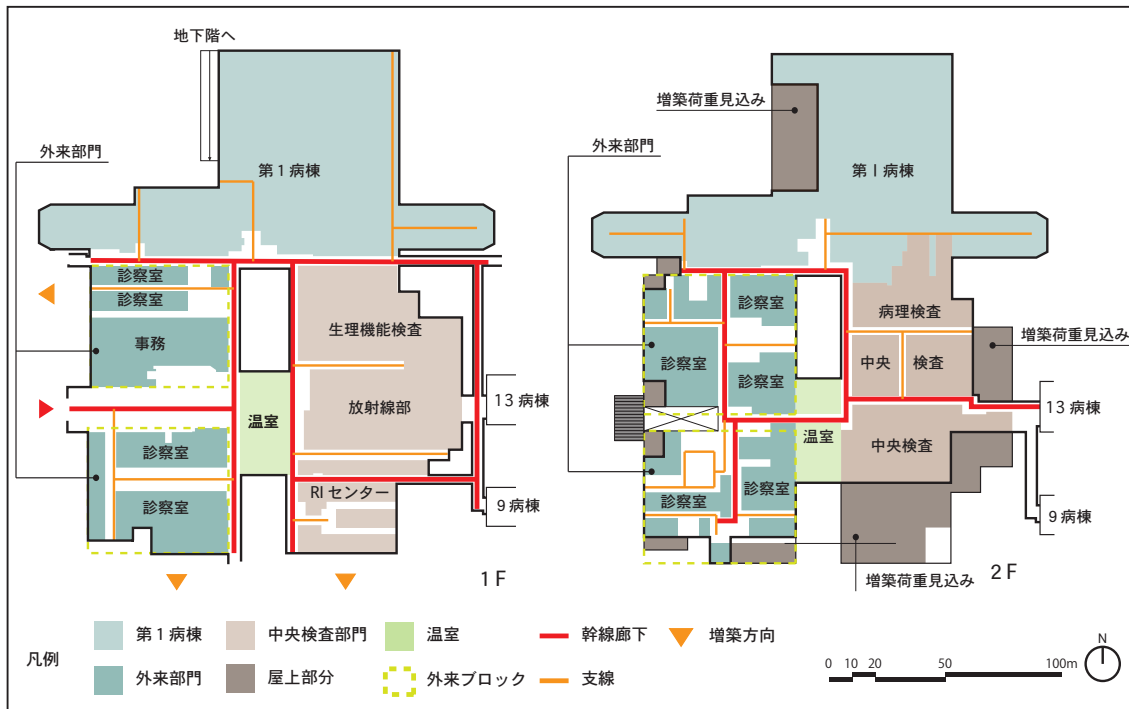 地下階へ
外来部門
第1病棟
診察室
診察室
事務
生理機能検査
放射線部
温室
診察室
診察室
RIセンター
13病棟
9病棟
1F
増築荷重見込み
外来部門
第Ⅰ病棟
病理検査
診察室
診察室
診察室
中央 検査
増築荷重見込み
13病棟
温室
中央検査
診察室
診察室
9病棟
増築荷重見込み
2F
凡例
第1病棟
中央検査部門
温室
幹線廊下
増築方向
外来部門
屋上部分
外来ブロック
支線
0 10 20 50 100m
N